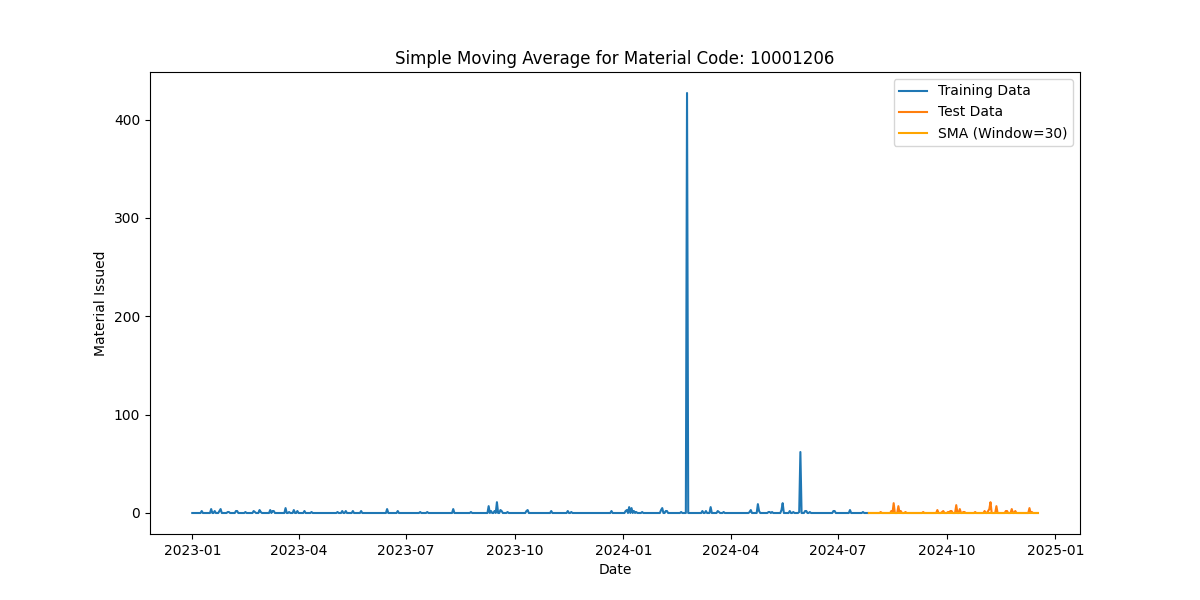 Simple Moving Average for Material Code: 10001206
Training Data
Test Data
SMA (Window=30)
Material Issued
400
300
200
100
0
2023-01 2023-04 2023-07 2023-10 2024-01 2024-04 2024-07 2024-10 2025-01
Date